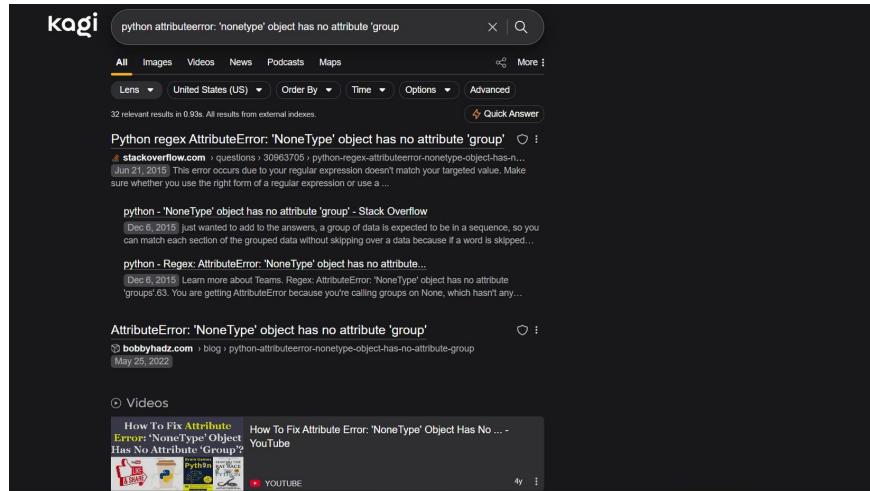 kagi
python attributeerror: 'nonetype' object has no attribute 'group
All Images Videos News Podcasts Maps More
Lens United States (US) Order By Time Options Advanced
32 relevant results in 0.93s. All results from external indexes. Quick Answer
Python regex AttributeError: 'NoneType' object has no attribute 'group'
stackoverflow.com › questions › 30963705 › python-regex-attributeerror-nonetype-object-has-n...
Jun 21, 2015 This error occurs due to your regular expression doesn't match your targeted value. Make
sure whether you use the right form of a regular expression or use a ...
python - 'NoneType' object has no attribute 'group' - Stack Overflow
Dec 6, 2015 just wanted to add to the answers, a group of data is expected to be in a sequence, so you
can match each section of the grouped data without skipping over a data because if a word is skipped...
python - Regex: AttributeError: 'NoneType' object has no attribute...
Dec 6, 2015 Learn more about Teams. Regex: AttributeError: 'NoneType' object has no attribute
'groups'.63. You are getting AttributeError because you're calling groups on None, which hasn't any...
AttributeError: 'NoneType' object has no attribute 'group'
bobbyhadz.com › blog › python-attributeerror-nonetype-object-has-no-attribute-group
May 25, 2022
Videos
How To Fix Attribute
Error: 'NoneType' Object
Has No Attribute 'Group'?
LIKE
& SHARE
Python
RAT RACE
PYTHON
How To Fix Attribute Error: 'NoneType' Object Has No ... -
YouTube
YOUTUBE 4y